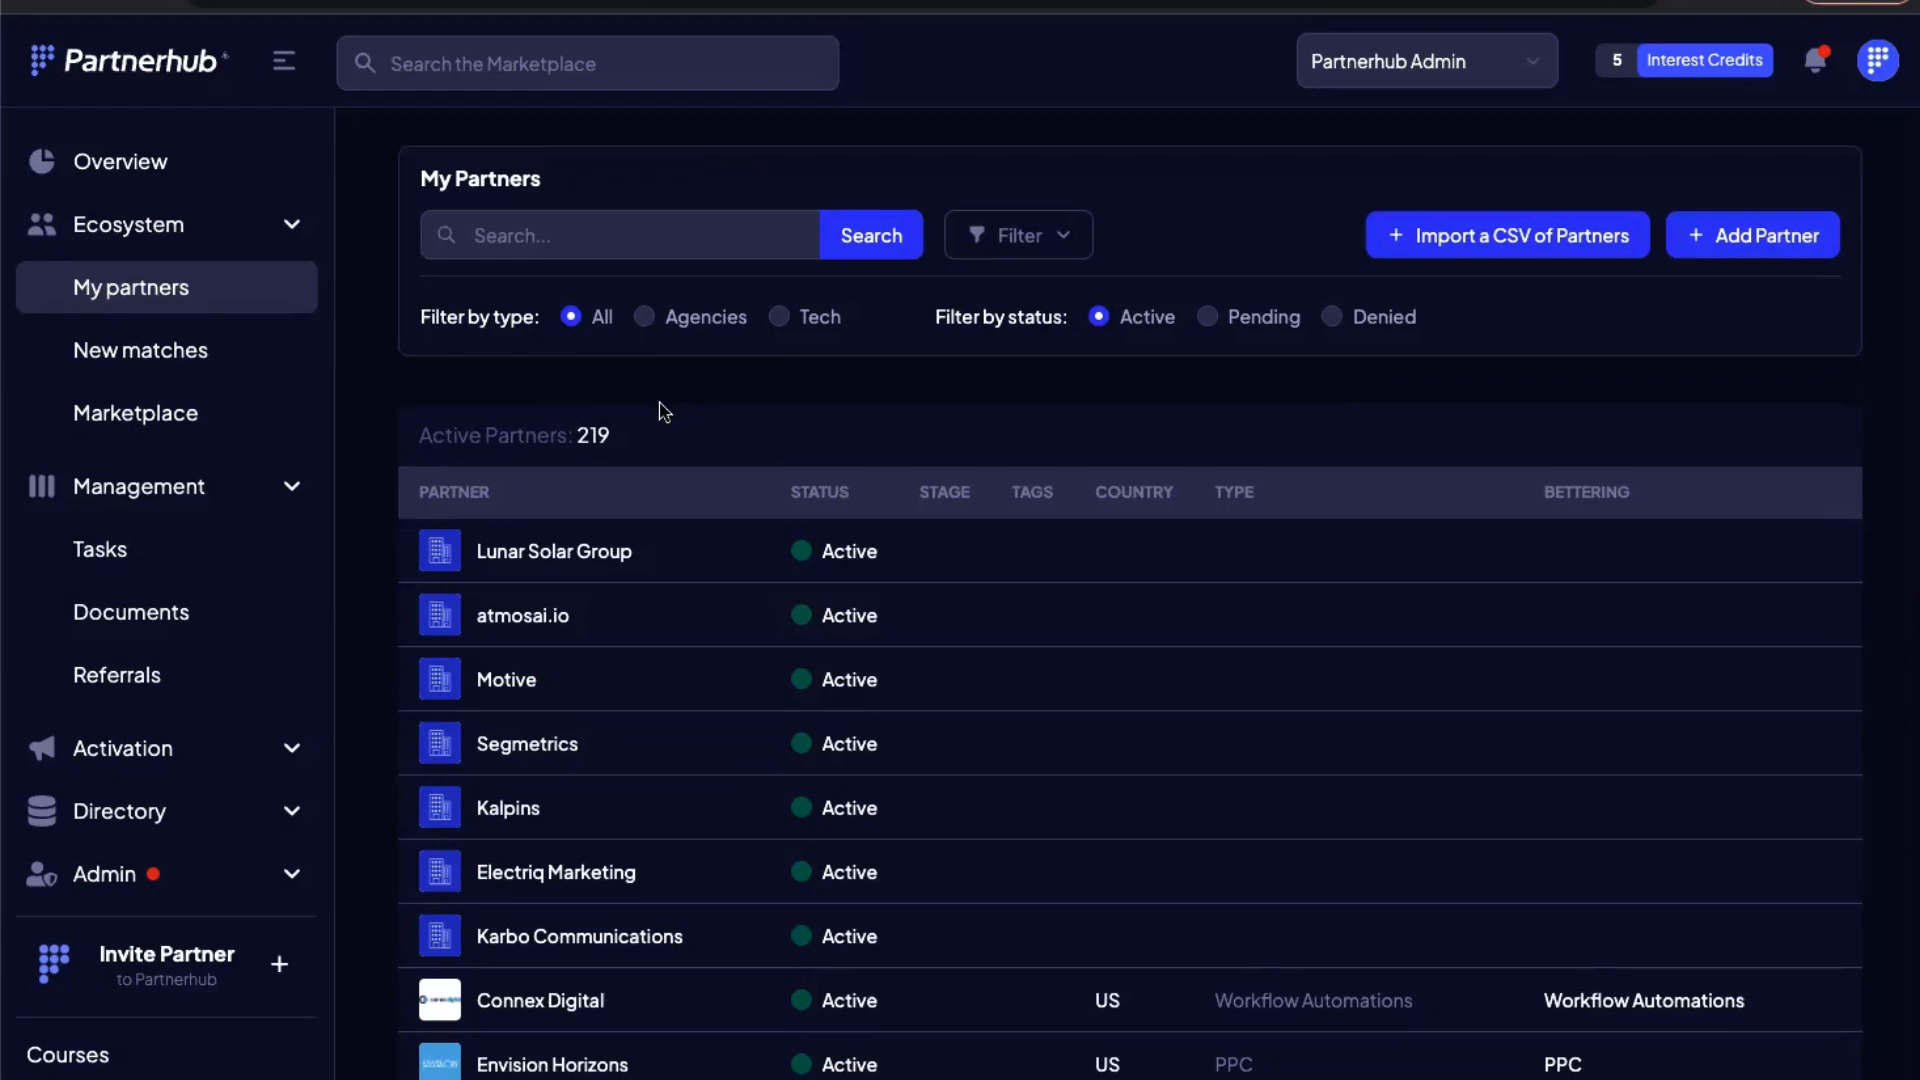 Partnerhub
Search the Marketplace
Partnerhub Admin
5 Interest Credits
Overview
Ecosystem
My partners
New matches
Marketplace
Management
Tasks
Documents
Referrals
Activation
Directory
Admin
Invite Partner
to Partnerhub
Courses
My Partners
Search... Search Filter + Import a CSV of Partners + Add Partner
Filter by type: All Agencies Tech Filter by status: Active Pending Denied
Active Partners: 219
PARTNER STATUS STAGE TAGS COUNTRY TYPE BETTERING
Lunar Solar Group Active
atmosai.io Active
Motive Active
Segmetrics Active
Kalpins Active
Electriq Marketing Active
Karbo Communications Active
Connex Digital Active US Workflow Automations Workflow Automations
Envision Horizons Active US PPC PPC